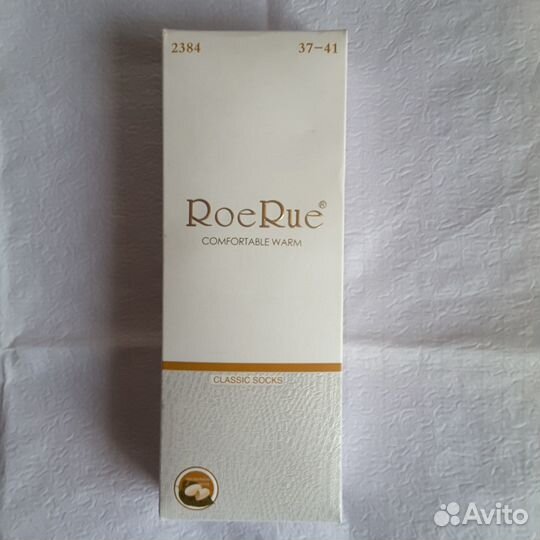 2384 37-41
RoeRue®
COMFORTABLE WARM
CLASSIC SOCKS
Avito